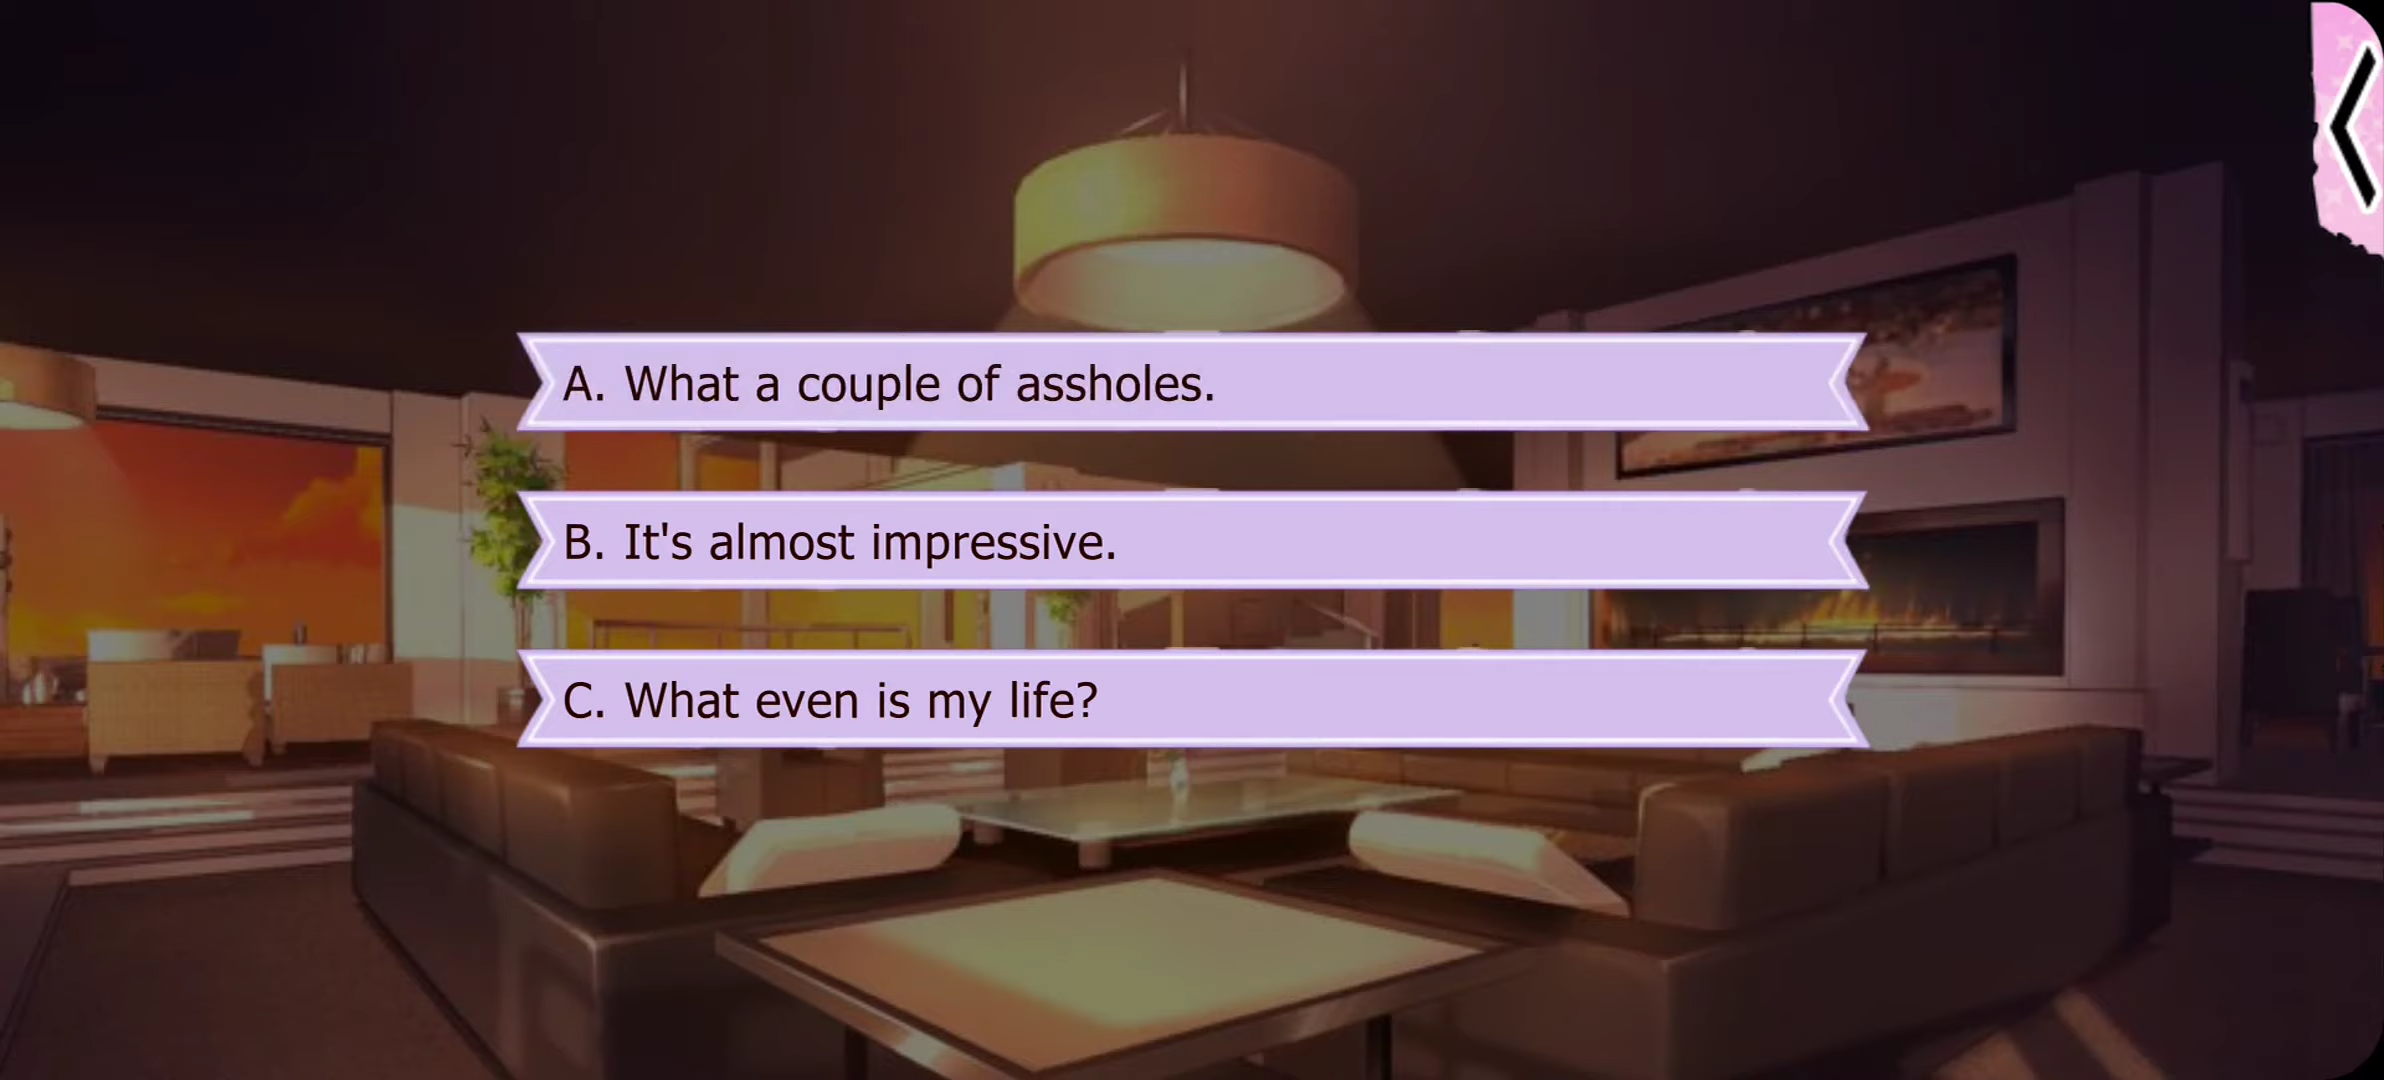 A. What a couple of assholes.
B. It's almost impressive.
C. What even is my life?